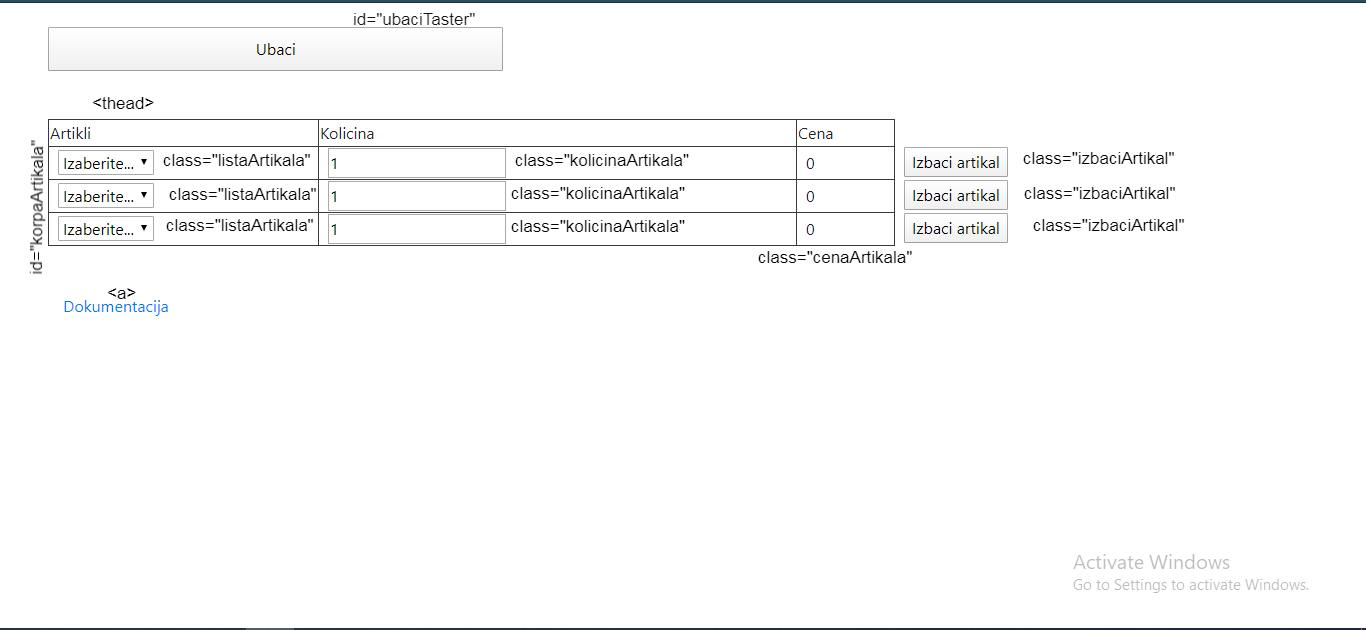 id="ubaciTaster"
Ubaci
<thead>
Artikli Kolicina Cena
Izaberite... class="listaArtikala" 1 class="kolicinaArtikala" 0 Izbaci artikal class="izbaciArtikal"
Izaberite... class="listaArtikala" 1 class="kolicinaArtikala" 0 Izbaci artikal class="izbaciArtikal"
Izaberite... class="listaArtikala" 1 class="kolicinaArtikala" 0 Izbaci artikal class="izbaciArtikal"
id="korpaArtikala"
class="cenaArtikala"
<a>
Dokumentacija
Activate Windows
Go to Settings to activate Windows.